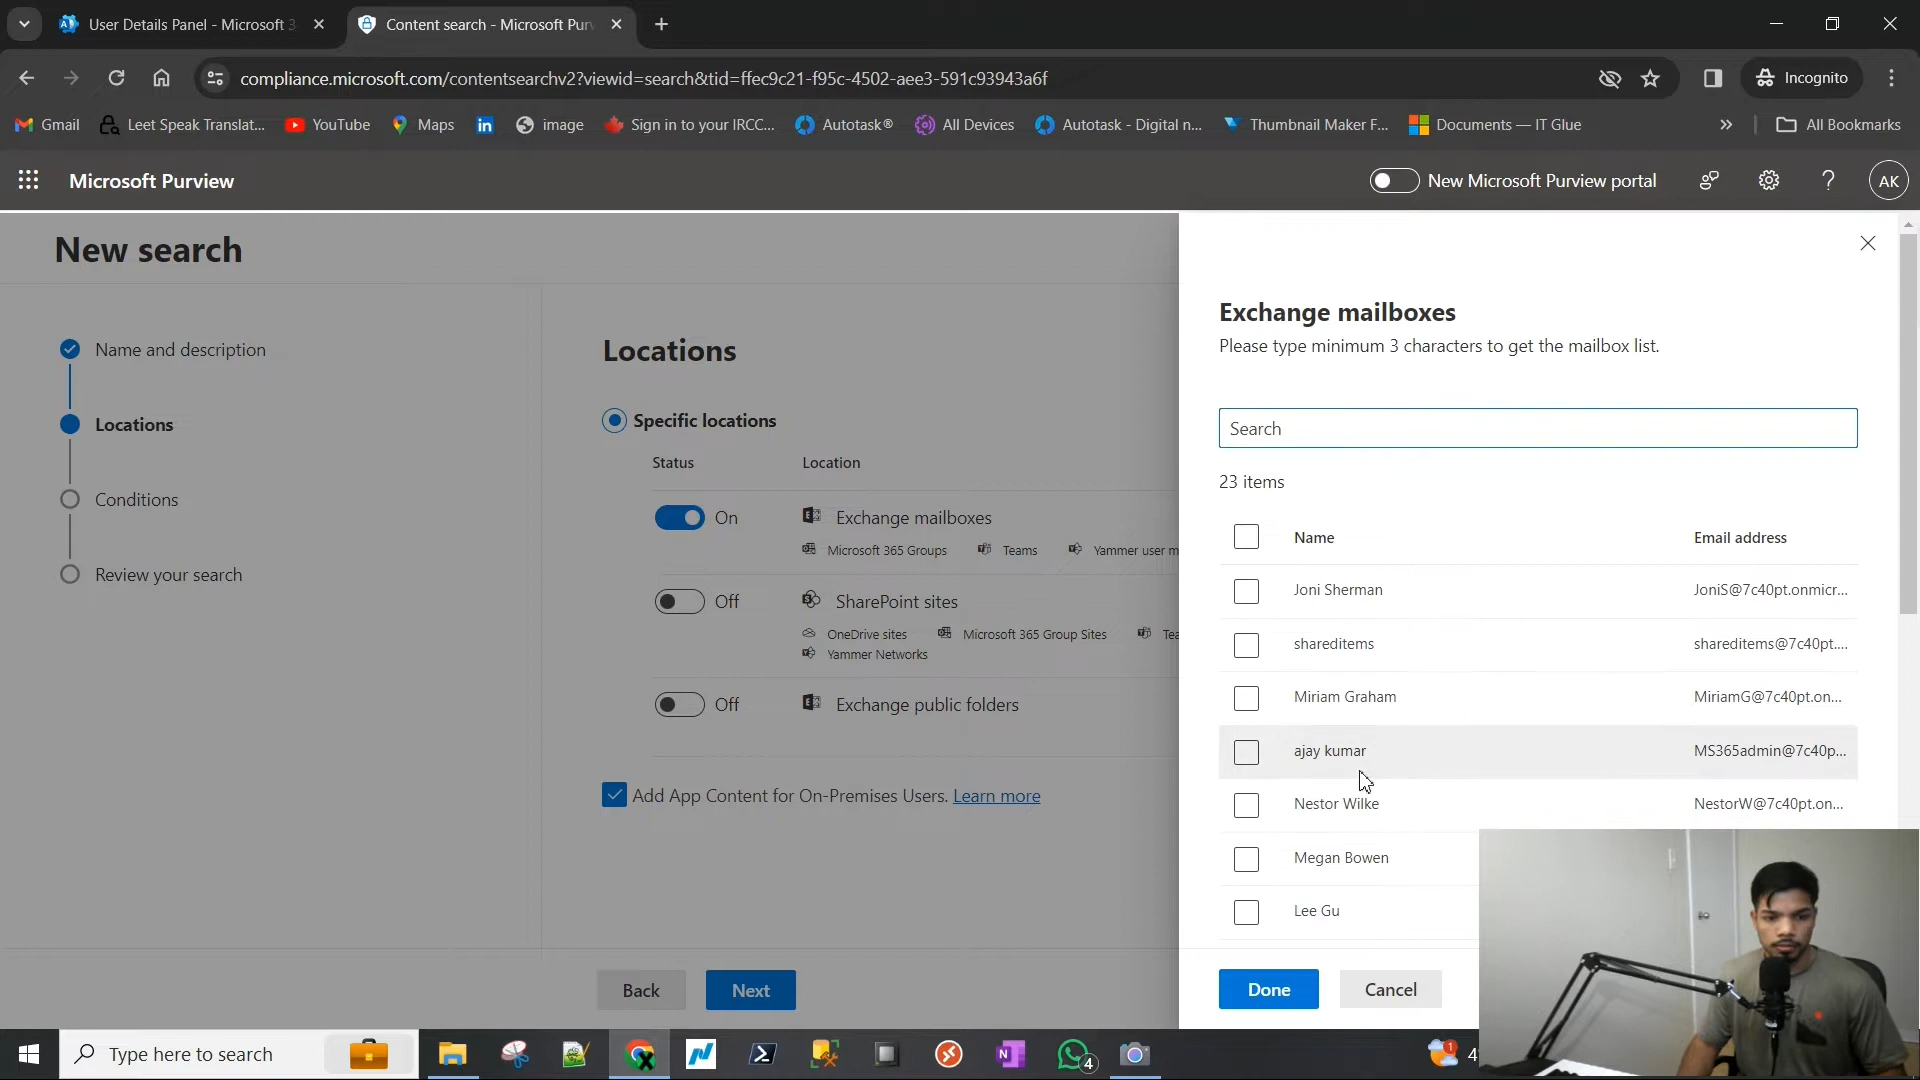 User Details Panel - Microsoft 3
Content search - Microsoft Purv
compliance.microsoft.com/contentsearchv2?viewid=search&tid=ffec9c21-f95c-4502-aee3-591c93943a6f
Incognito
Gmail
Leet Speak Translat...
YouTube
Maps
image
Sign in to your IRCC...
Autotask®
All Devices
Autotask - Digital n...
Thumbnail Maker F...
Documents — IT Glue
All Bookmarks
Microsoft Purview
New Microsoft Purview portal
AK
New search
Name and description
Locations
Conditions
Review your search
Locations
Specific locations
Status Location
On Exchange mailboxes
Microsoft 365 Groups Teams Yammer user m
Off SharePoint sites
OneDrive sites Microsoft 365 Group Sites Tea
Yammer Networks
Off Exchange public folders
Add App Content for On-Premises Users. Learn more
Back Next
Exchange mailboxes
Please type minimum 3 characters to get the mailbox list.
Search
23 items
Name Email address
Joni Sherman JoniS@7c40pt.onmicr...
shareditems shareditems@7c40pt....
Miriam Graham MiriamG@7c40pt.on...
ajay kumar MS365admin@7c40p...
Nestor Wilke NestorW@7c40pt.on...
Megan Bowen
Lee Gu
Done Cancel
Type here to search
4
1